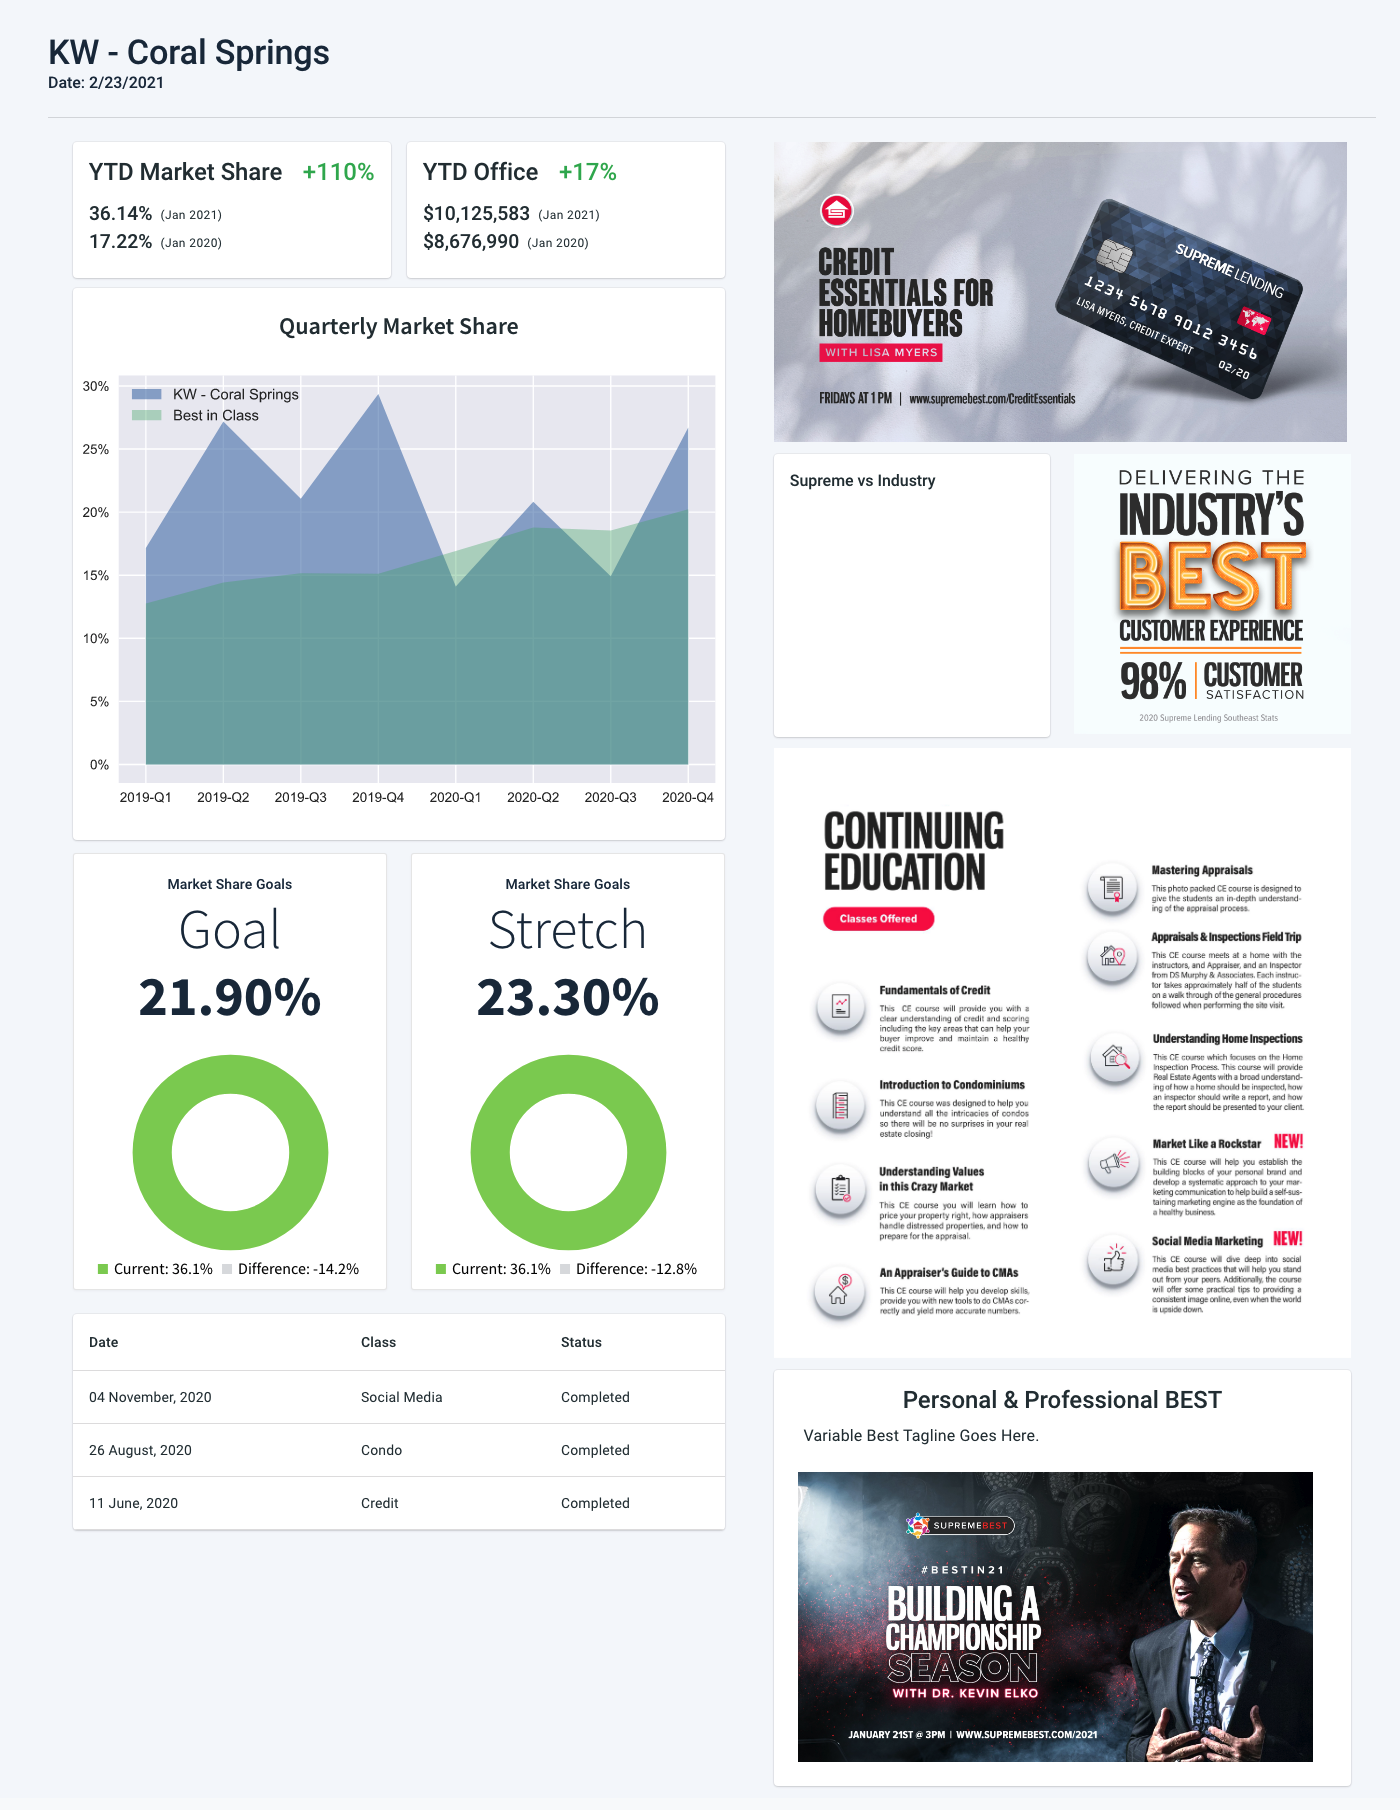 KW - Coral Springs
Date: 2/23/2021
YTD Market Share +110%
36.14% (Jan 2021)
17.22% (Jan 2020)
YTD Office +17%
$10,125,583 (Jan 2021)
$8,676,990 (Jan 2020)
Quarterly Market Share
KW - Coral Springs
Best in Class
30%
25%
20%
15%
10%
5%
0%
2019-Q1 2019-Q2 2019-Q3 2019-Q4 2020-Q1 2020-Q2 2020-Q3 2020-Q4
Market Share Goals
Goal
21.90%
Current: 36.1% Difference: -14.2%
Market Share Goals
Stretch
23.30%
Current: 36.1% Difference: -12.8%
Date Class Status
04 November, 2020 Social Media Completed
26 August, 2020 Condo Completed
11 June, 2020 Credit Completed
CREDIT
ESSENTIALS FOR
HOMEBUYERS
WITH LISA MYERS
FRIDAYS AT 1 PM | www.supremebest.com/CreditEssentials
SUPREME LENDING
1234 5678 9012 3456
LISA MYERS, CREDIT EXPERT
02/20
Supreme vs Industry
DELIVERING THE
INDUSTRY'S
BEST
CUSTOMER EXPERIENCE
98% CUSTOMER
SATISFACTION
2020 Supreme Lending Southeast Stats
CONTINUING
EDUCATION
Classes Offered
Fundamentals of Credit
This CE course will provide you with a
clear understanding of credit and scoring
including the key areas that can help your
buyer improve and maintain a healthy
credit score.
Introduction to Condominiums
This CE course was designed to help you
understand all the intricacies of condos
so there will be no surprises in your real
estate closing!
Understanding Values
in this Crazy Market
This CE course you will learn how to
price your property right, how appraisers
handle distressed properties, and how to
prepare for the appraisal.
An Appraiser's Guide to CMAs
This CE course will help you develop skills,
provide you with new tools to do CMAs cor-
rectly and yield more accurate numbers.
Mastering Appraisals
This photo packed CE course is designed to
give the students an in-depth understand-
ing of the appraisal process.
Appraisals & Inspections Field Trip
This CE course meets at a home with the
instructors, and Appraiser, and an Inspector
from DS Murphy & Associates. Each instruc-
tor takes approximately half of the students
on a walk through of the general procedures
followed when performing the site visit.
Understanding Home Inspections
This CE course which focuses on the Home
Inspection Process. This course will provide
Real Estate Agents with a broad understand-
ing of how a home should be inspected, how
an inspector should write a report, and how
the report should be presented to your client.
Market Like a Rockstar NEW!
This CE course will help you establish the
building blocks of your personal brand and
develop a systematic approach to your mar-
keting communication to help build a self-sus-
taining marketing engine as the foundation of
a healthy business.
Social Media Marketing NEW!
This CE course will dive deep into social
media best practices that will help you stand
out from your peers. Additionally, the course
will offer some practical tips to providing a
consistent image online, even when the world
is upside down.
Personal & Professional BEST
Variable Best Tagline Goes Here.
SUPREMEBEST
#BESTIN21
BUILDING A
CHAMPIONSHIP
SEASON
WITH DR. KEVIN ELKO
JANUARY 21ST @ 3PM | WWW.SUPREMEBEST.COM/2021